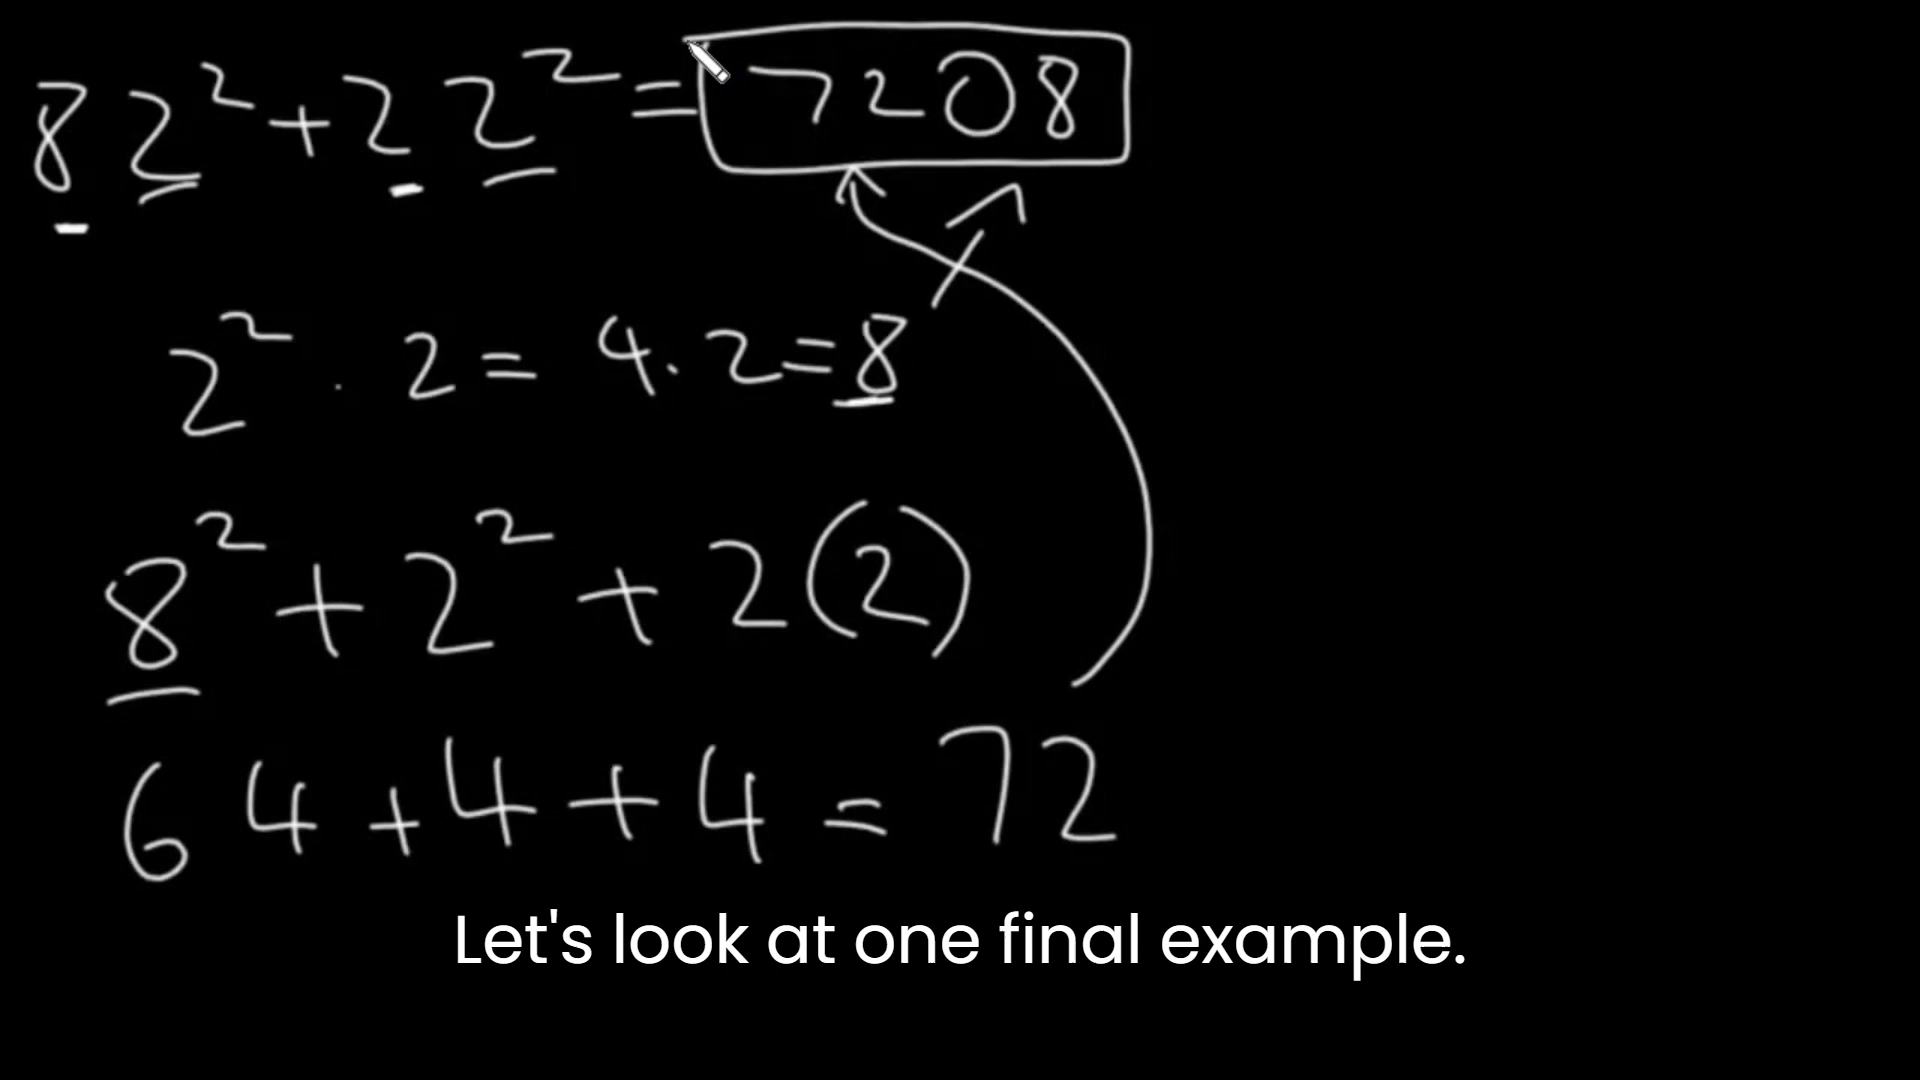 82² + 22² = 7208
2² · 2 = 4 . 2 = 8
8² + 2² + 2(2)
64 + 4 + 4 = 72
Let's look at one final example.